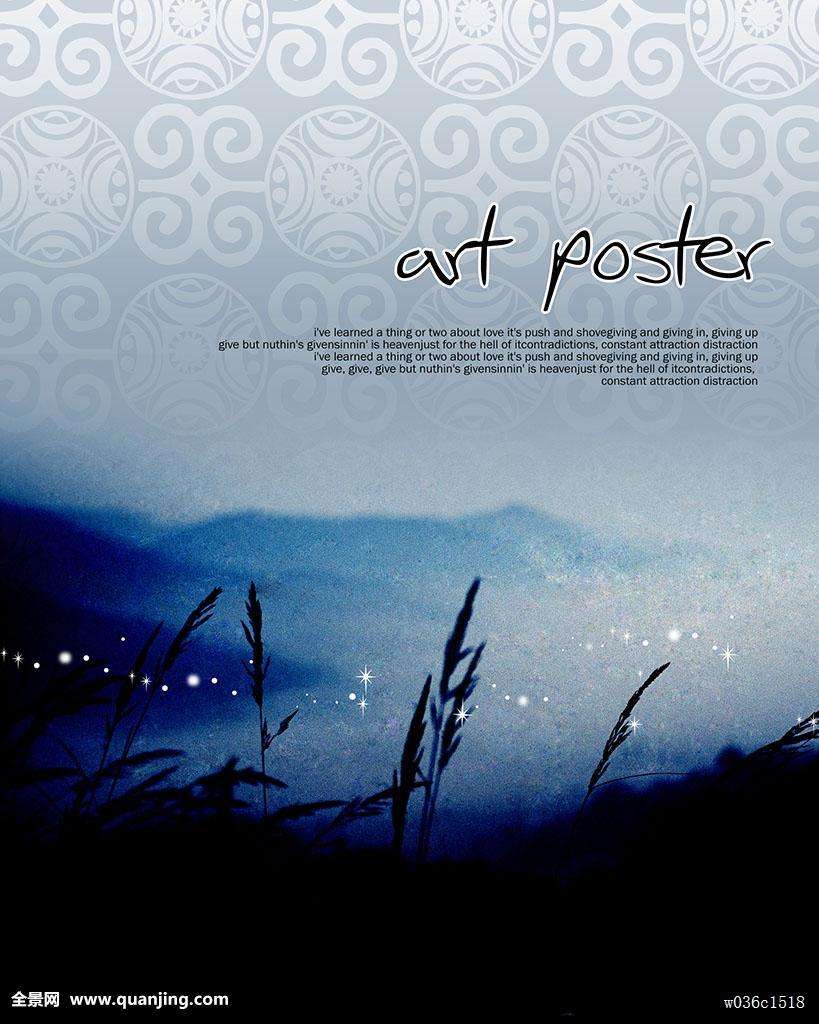 art poster
i've learned a thing or two about love it's push and shovegiving and giving in, giving up
give but nuthin's givensinnin' is heavenjust for the hell of itcontradictions, constant attraction distraction
i've learned a thing or two about love it's push and shovegiving and giving in, giving up
give, give, give but nuthin's givensinnin' is heavenjust for the hell of itcontradictions,
constant attraction distraction
全景网 www.quanjing.com
w036c1518